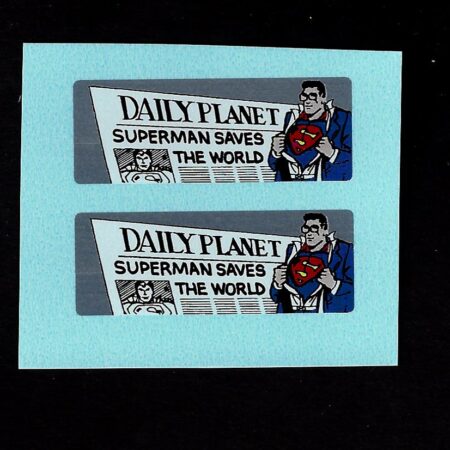 DAILY PLANET
SUPERMAN SAVES
THE WORLD
S
DAILY PLANET
SUPERMAN SAVES
THE WORLD
S